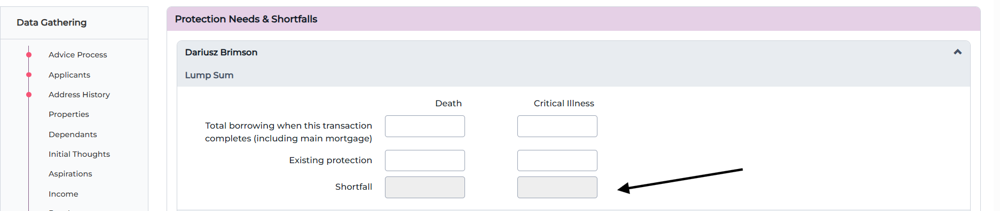 Data Gathering
Advice Process
Applicants
Address History
Properties
Dependants
Initial Thoughts
Aspirations
Income
Protection Needs & Shortfalls
Dariusz Brimson
Lump Sum
Death Critical Illness
Total borrowing when this transaction
completes (including main mortgage)
Existing protection
Shortfall